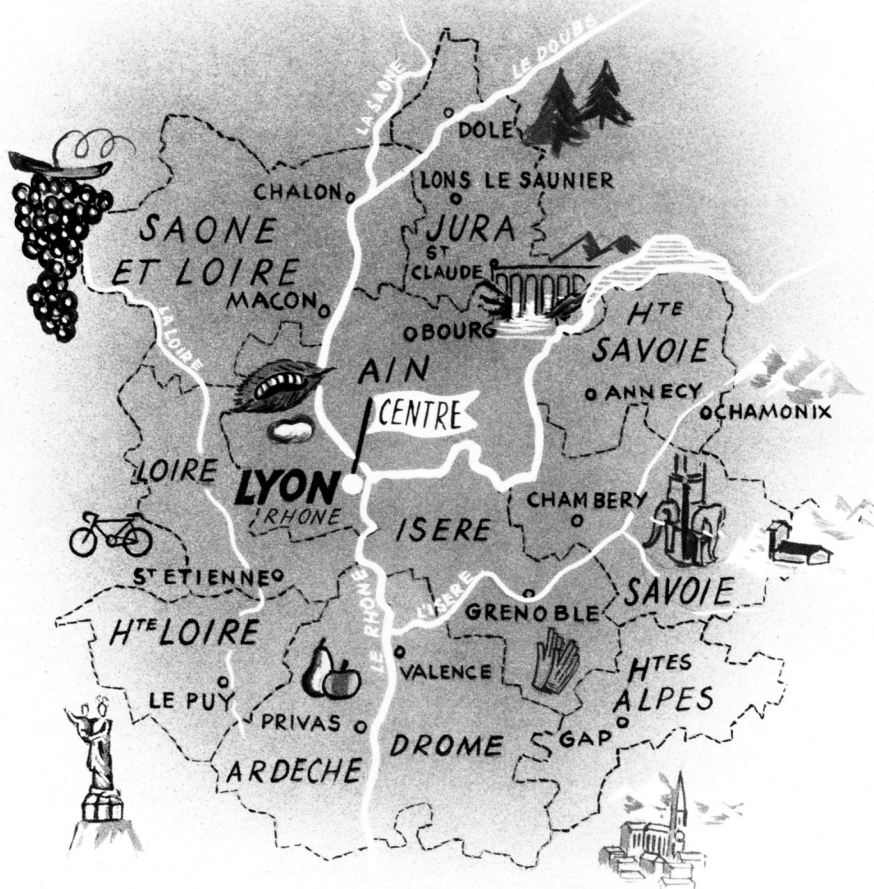 LE DOUBS
LA SAONE
DOLE
CHALON
LONS LE SAUNIER
SAONE
ET LOIRE
JURA
ST
CLAUDE
MACON
BOURG
HTE
SAVOIE
LA LOIRE
AIN
ANNECY
CHAMONIX
CENTRE
LOIRE
LYON
RHONE
CHAMBERY
ISERE
ST ETIENNE
LE RHONE
L'ISERE
GRENOBLE
SAVOIE
HTE LOIRE
VALENCE
HTES
ALPES
LE PUY
PRIVAS
GAP
DROME
ARDECHE